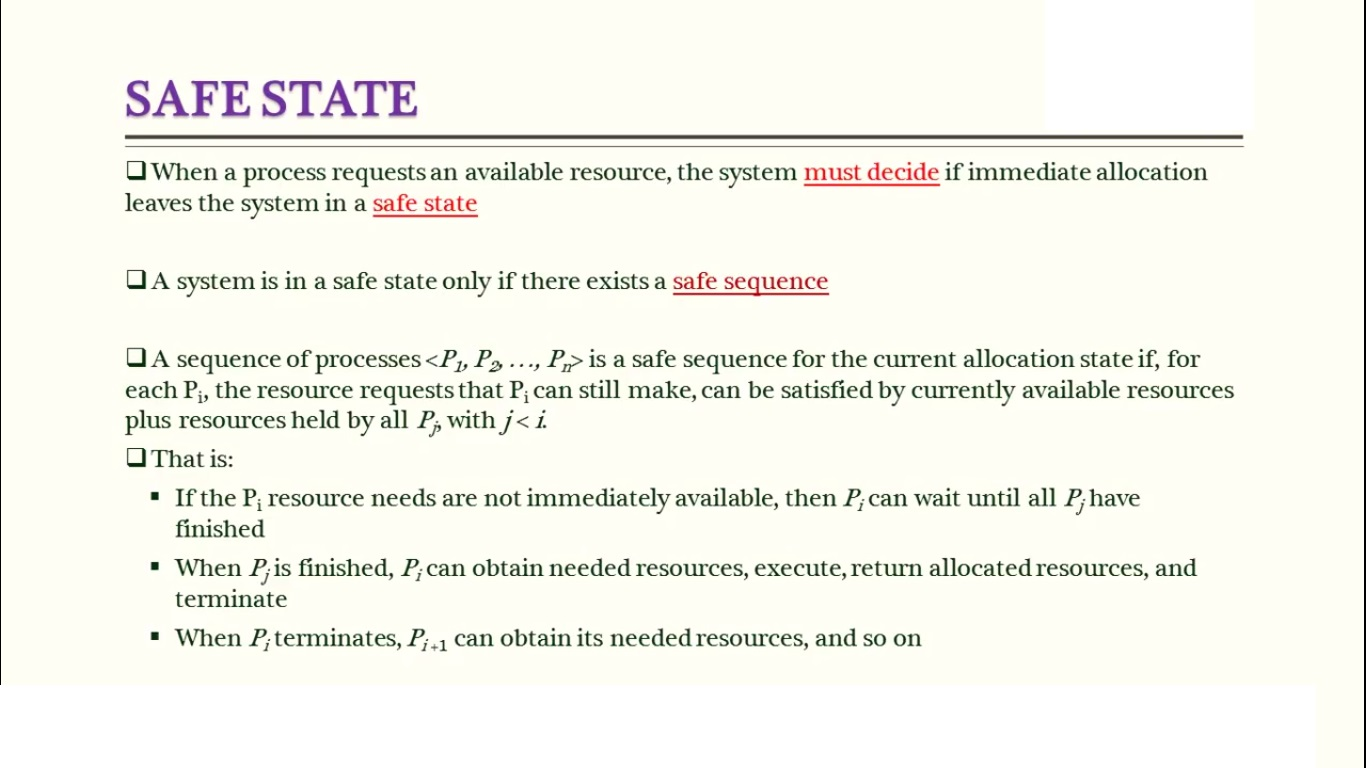 SAFE STATE
❑When a process requests an available resource, the system must decide if immediate allocation
leaves the system in a safe state
❑A system is in a safe state only if there exists a safe sequence
❑A sequence of processes <P1, P2, …, Pn> is a safe sequence for the current allocation state if, for
each Pi, the resource requests that Pi can still make, can be satisfied by currently available resources
plus resources held by all Pj, with j < i.
❑That is:
▪ If the Pi resource needs are not immediately available, then Pi can wait until all Pj have
finished
▪ When Pj is finished, Pi can obtain needed resources, execute, return allocated resources, and
terminate
▪ When Pi terminates, Pi+1 can obtain its needed resources, and so on